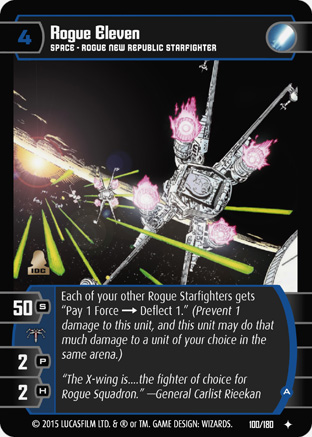 4
Rogue Eleven
SPACE - ROGUE NEW REPUBLIC STARFIGHTER
IDC
50 S
2 P
2 H
Each of your other Rogue Starfighters gets
"Pay 1 Force → Deflect 1." (Prevent 1
damage to this unit, and this unit may do that
much damage to a unit of your choice in the
same arena.)
"The X-wing is....the fighter of choice for
Rogue Squadron." —General Carlist Rieekan
A
© 2015 LUCASFILM LTD. & ® or TM. GAME DESIGN: WIZARDS. 100/180